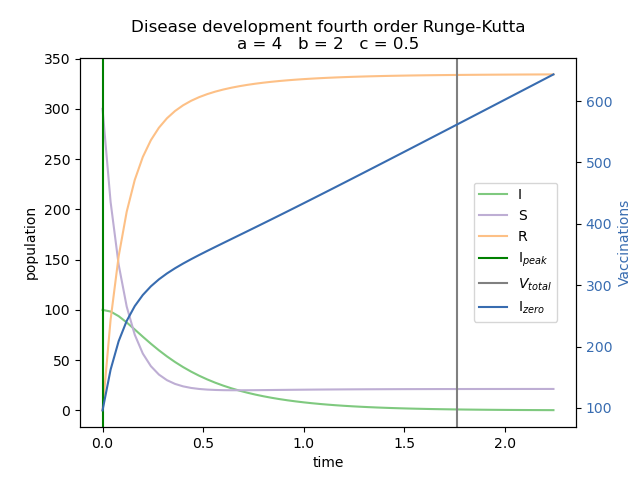 Disease development fourth order Runge-Kutta
a = 4   b = 2   c = 0.5
350
300
250
200
150
100
50
0
population
600
500
400
300
200
100
Vaccinations
I
S
R
I_peak
V_total
I_zero
0.0
0.5
1.0
1.5
2.0
time